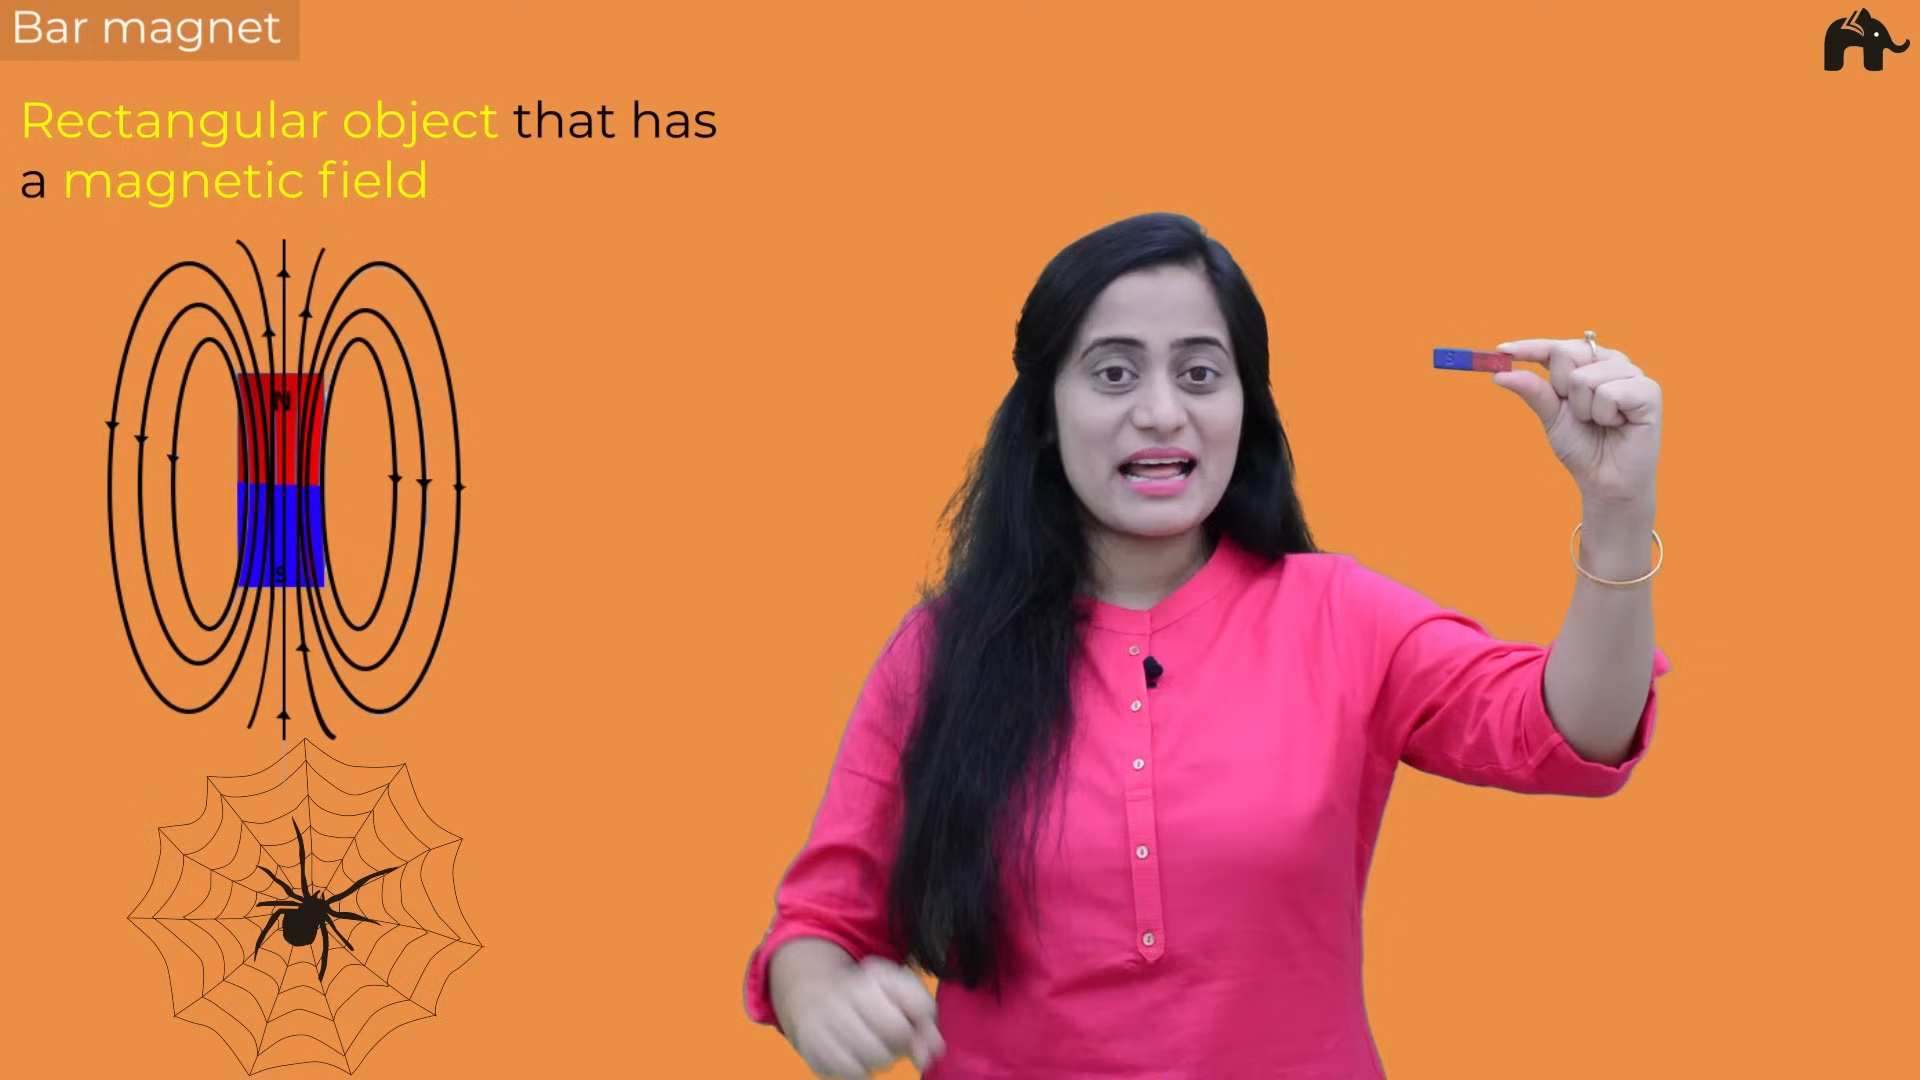 Bar magnet
Rectangular object that has
a magnetic field
N
S
S